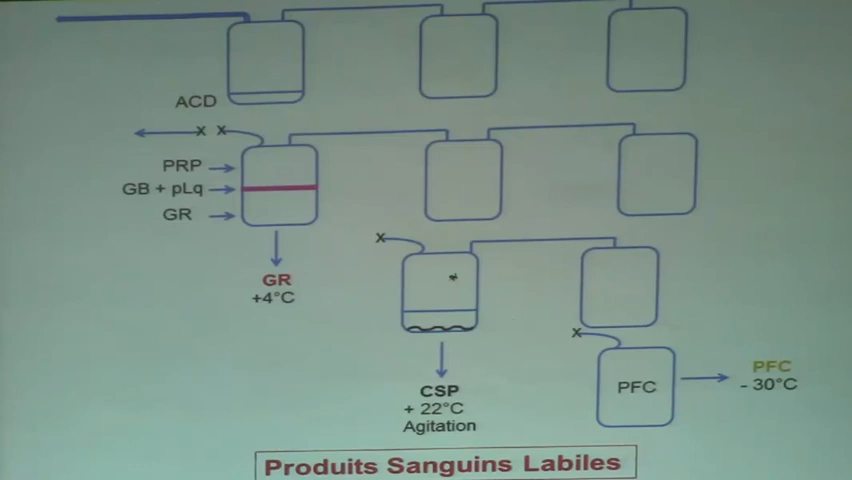 ACD
x x
PRP
GB + pLq
GR
GR
+4°C
x
x
CSP
+ 22°C
Agitation
PFC
PFC
- 30°C
Produits Sanguins Labiles